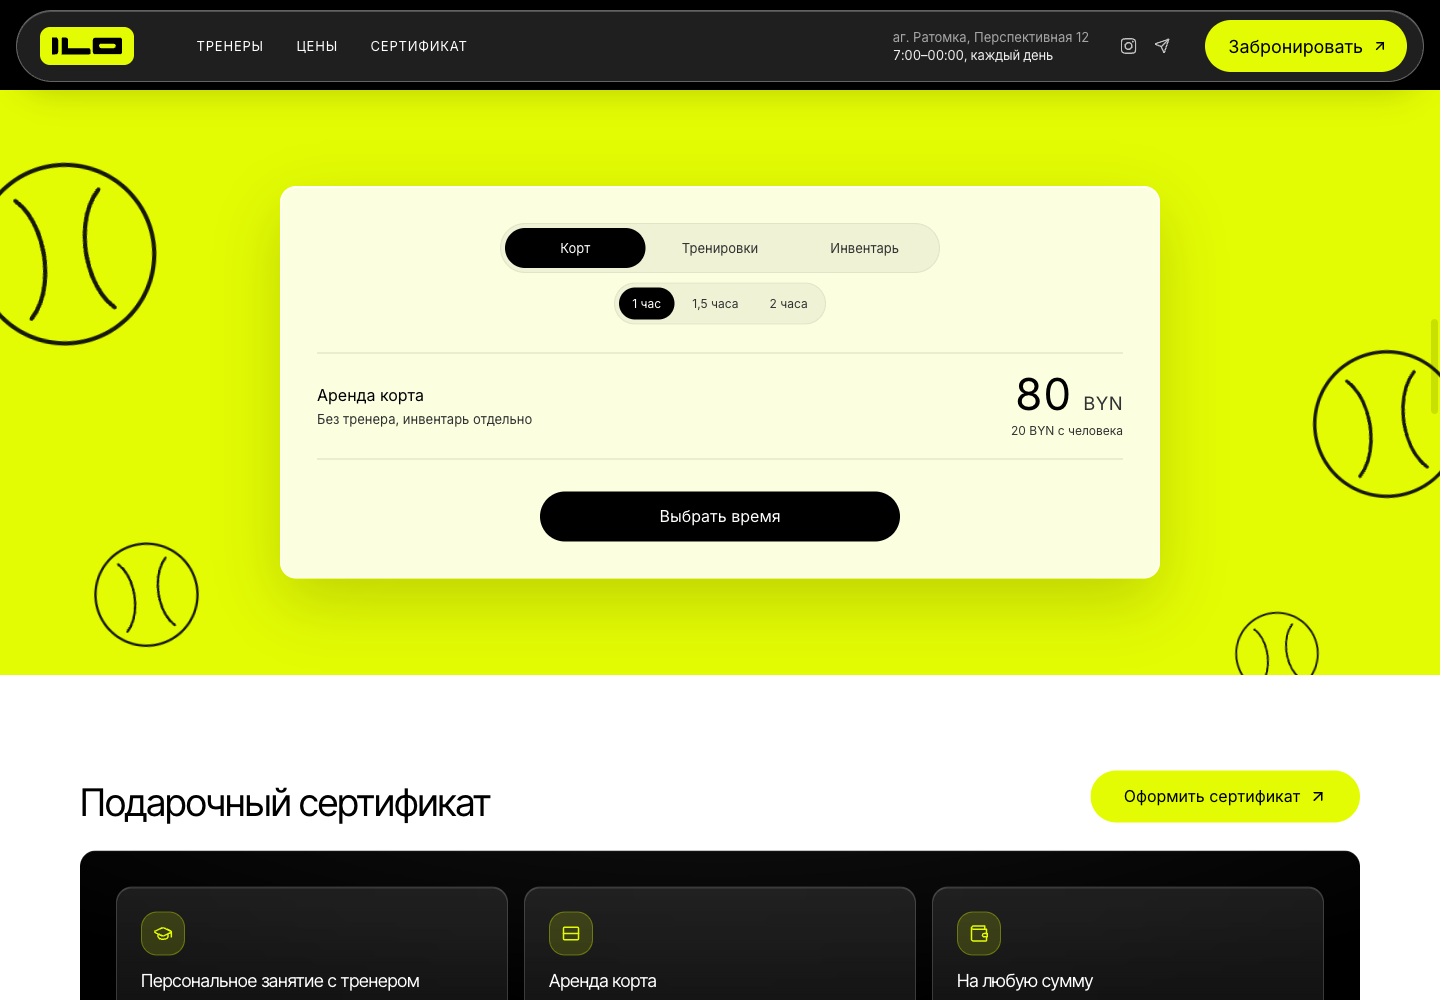 ILO
ТРЕНЕРЫ ЦЕНЫ СЕРТИФИКАТ
аг. Ратомка, Перспективная 12
7:00–00:00, каждый день
Забронировать
Корт Тренировки Инвентарь
1 час 1,5 часа 2 часа
Аренда корта
Без тренера, инвентарь отдельно
80 BYN
20 BYN с человека
Выбрать время
Подарочный сертификат
Оформить сертификат
Персональное занятие с тренером
Аренда корта
На любую сумму